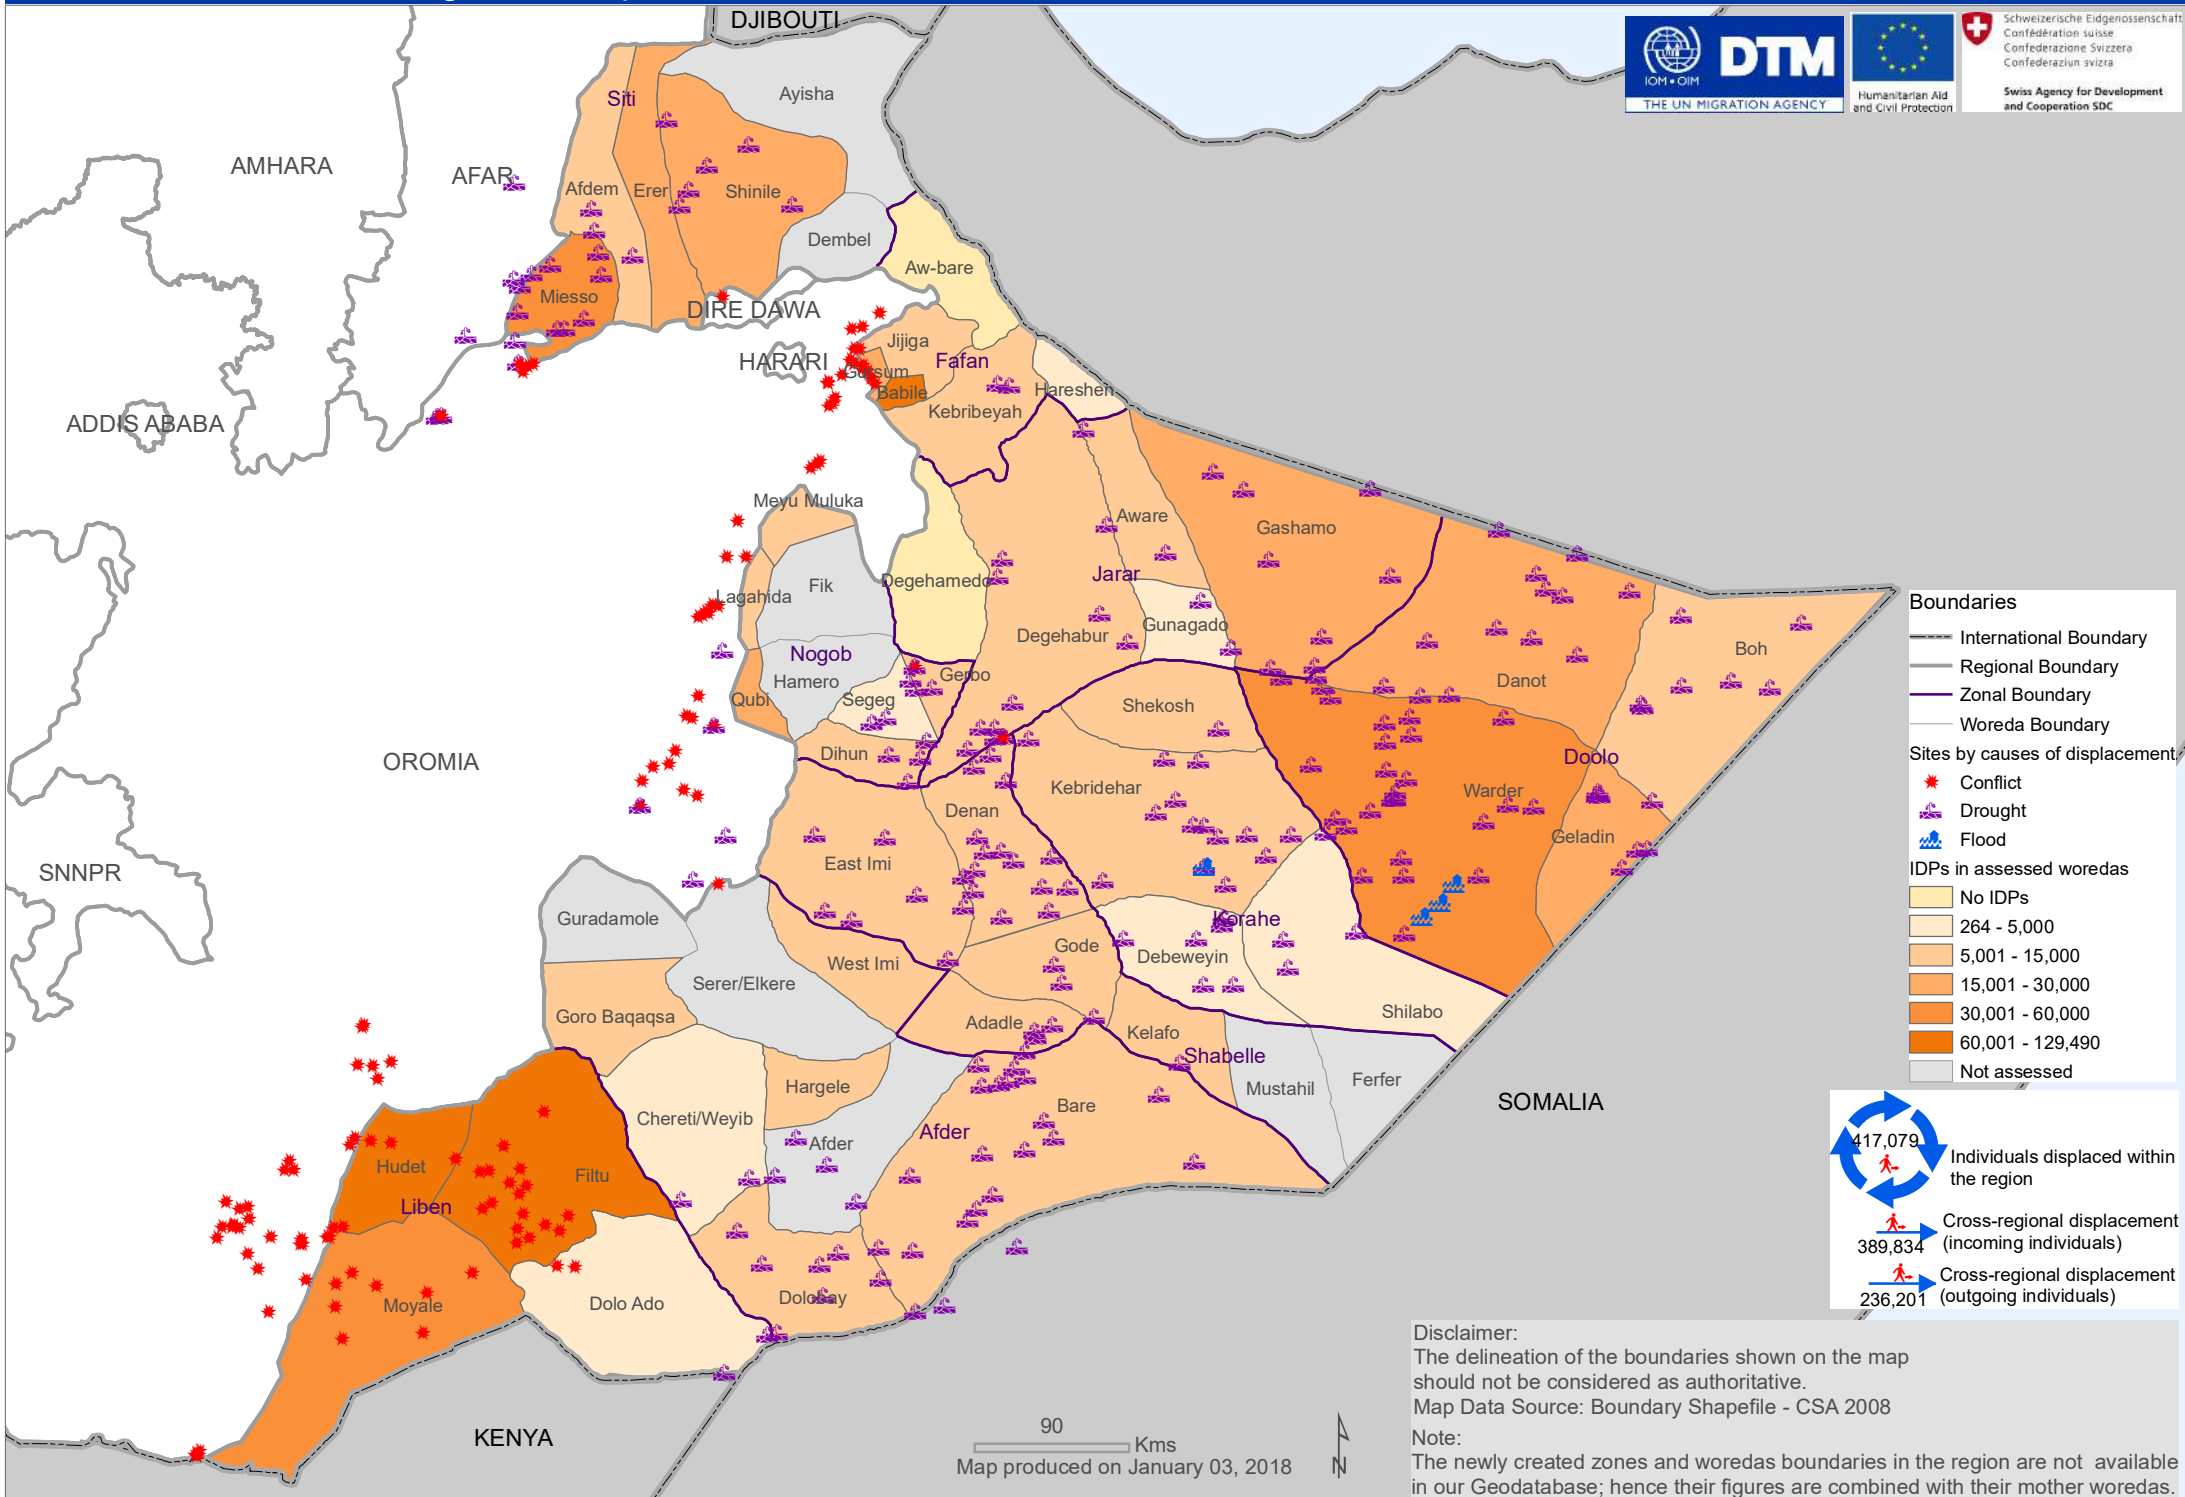 DJIBOUTI
IOM • OIM
DTM
THE UN MIGRATION AGENCY
Humanitarian Aid
and Civil Protection
Schweizerische Eidgenossenschaft
Confédération suisse
Confederazione Svizzera
Confederaziun svizra
Swiss Agency for Development
and Cooperation SDC
AMHARA
AFAR
Siti
Ayisha
Afdem
Erer
Shinile
Dembel
Aw-bare
Miesso
DIRE DAWA
HARARI
Jijiga
Fafan
Gursum
Babile
Hareshen
Kebribeyah
ADDIS ABABA
Meyu Muluka
Aware
Gashamo
Fik
Degehamedo
Jarar
Lagahida
Gunagado
Degehabur
Nogob
Hamero
Gerbo
Segeg
Qubi
Shekosh
Danot
Boh
Dihun
OROMIA
Doolo
Kebridehar
Warder
Denan
Geladin
East Imi
SNNPR
Guradamole
Korahe
Gode
Debeweyin
West Imi
Serer/Elkere
Shilabo
Goro Baqaqsa
Adadle
Kelafo
Shabelle
Hargele
Mustahil
Ferfer
Chereti/Weyib
Bare
Afder
Afder
SOMALIA
Hudet
Filtu
Liben
Dolobay
Dolo Ado
Moyale
KENYA
Boundaries
International Boundary
Regional Boundary
Zonal Boundary
Woreda Boundary
Sites by causes of displacement
Conflict
Drought
Flood
IDPs in assessed woredas
No IDPs
264 - 5,000
5,001 - 15,000
15,001 - 30,000
30,001 - 60,000
60,001 - 129,490
Not assessed
417,079
Individuals displaced within
the region
389,834
Cross-regional displacement
(incoming individuals)
236,201
Cross-regional displacement
(outgoing individuals)
90
Kms
Map produced on January 03, 2018
N
Disclaimer:
The delineation of the boundaries shown on the map
should not be considered as authoritative.
Map Data Source: Boundary Shapefile - CSA 2008
Note:
The newly created zones and woredas boundaries in the region are not available
in our Geodatabase; hence their figures are combined with their mother woredas.